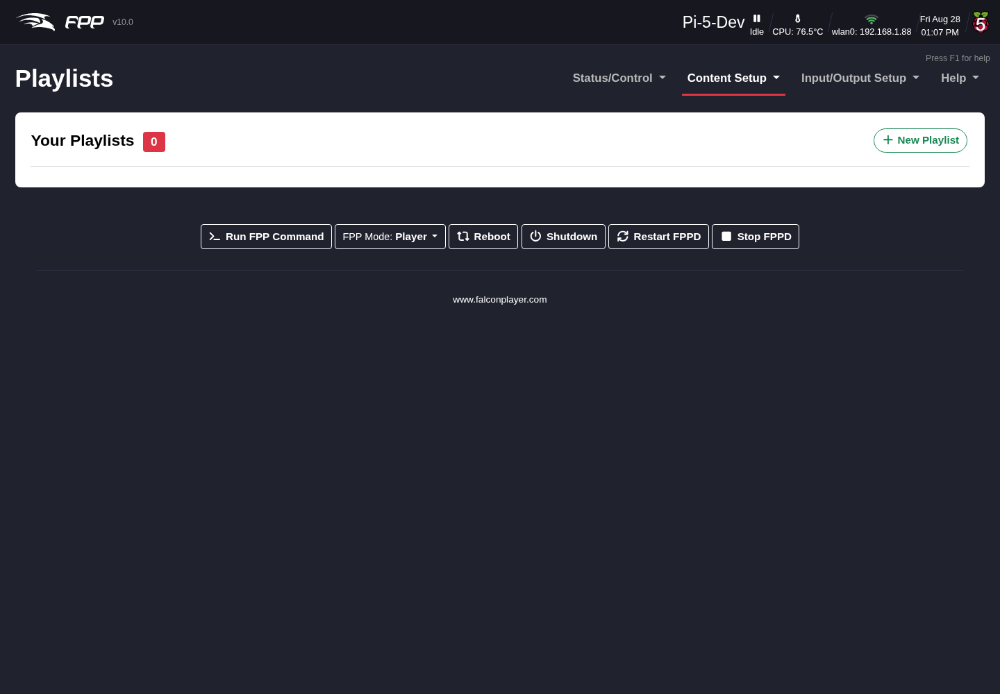 FPP v10.0
Pi-5-Dev
Idle
CPU: 76.5°C
wlan0: 192.168.1.88
Fri Aug 28
01:07 PM
5
Press F1 for help
Playlists
Status/Control
Content Setup
Input/Output Setup
Help
Your Playlists 0
New Playlist
Run FPP Command
FPP Mode: Player
Reboot
Shutdown
Restart FPPD
Stop FPPD
www.falconplayer.com